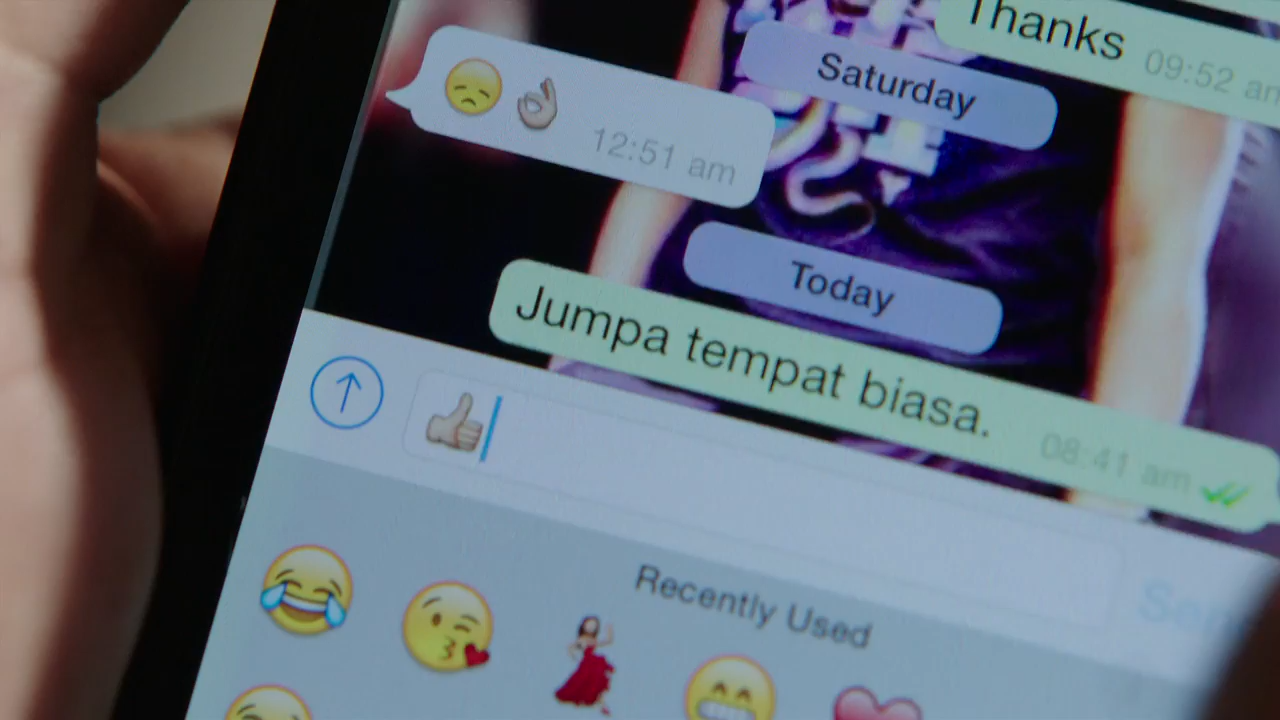 Thanks 09:52 am
Saturday
😞 👌 12:51 am
Today
Jumpa tempat biasa. 08:41 am
👍
Recently Used